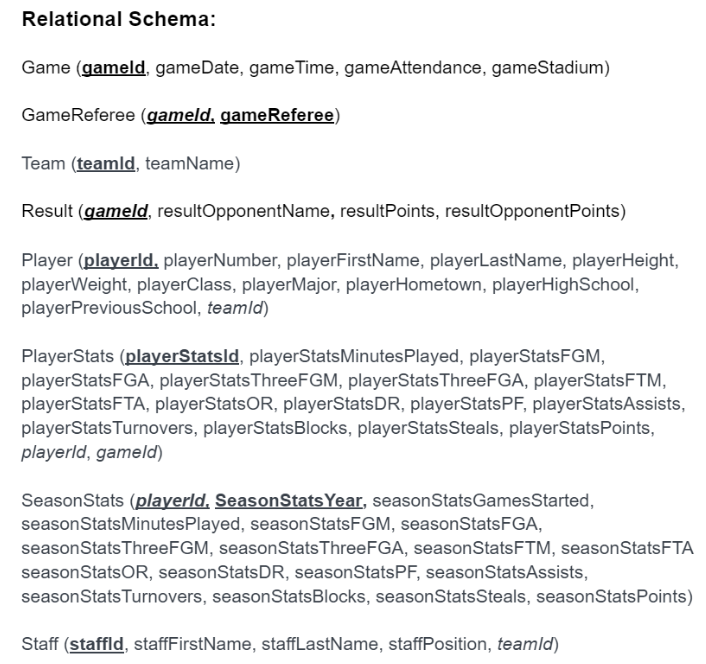 Relational Schema:
Game (gameId, gameDate, gameTime, gameAttendance, gameStadium)
GameReferee (gameId, gameReferee)
Team (teamId, teamName)
Result (gameId, resultOpponentName, resultPoints, resultOpponentPoints)
Player (playerId, playerNumber, playerFirstName, playerLastName, playerHeight,
playerWeight, playerClass, playerMajor, playerHometown, playerHighSchool,
playerPreviousSchool, teamId)
PlayerStats (playerStatsId, playerStatsMinutesPlayed, playerStatsFGM,
playerStatsFGA, playerStatsThreeFGM, playerStatsThreeFGA, playerStatsFTM,
playerStatsFTA, playerStatsOR, playerStatsDR, playerStatsPF, playerStatsAssists,
playerStatsTurnovers, playerStatsBlocks, playerStatsSteals, playerStatsPoints,
playerId, gameId)
SeasonStats (playerId, SeasonStatsYear, seasonStatsGamesStarted,
seasonStatsMinutesPlayed, seasonStatsFGM, seasonStatsFGA,
seasonStatsThreeFGM, seasonStatsThreeFGA, seasonStatsFTM, seasonStatsFTA
seasonStatsOR, seasonStatsDR, seasonStatsPF, seasonStatsAssists,
seasonStatsTurnovers, seasonStatsBlocks, seasonStatsSteals, seasonStatsPoints)
Staff (staffId, staffFirstName, staffLastName, staffPosition, teamId)